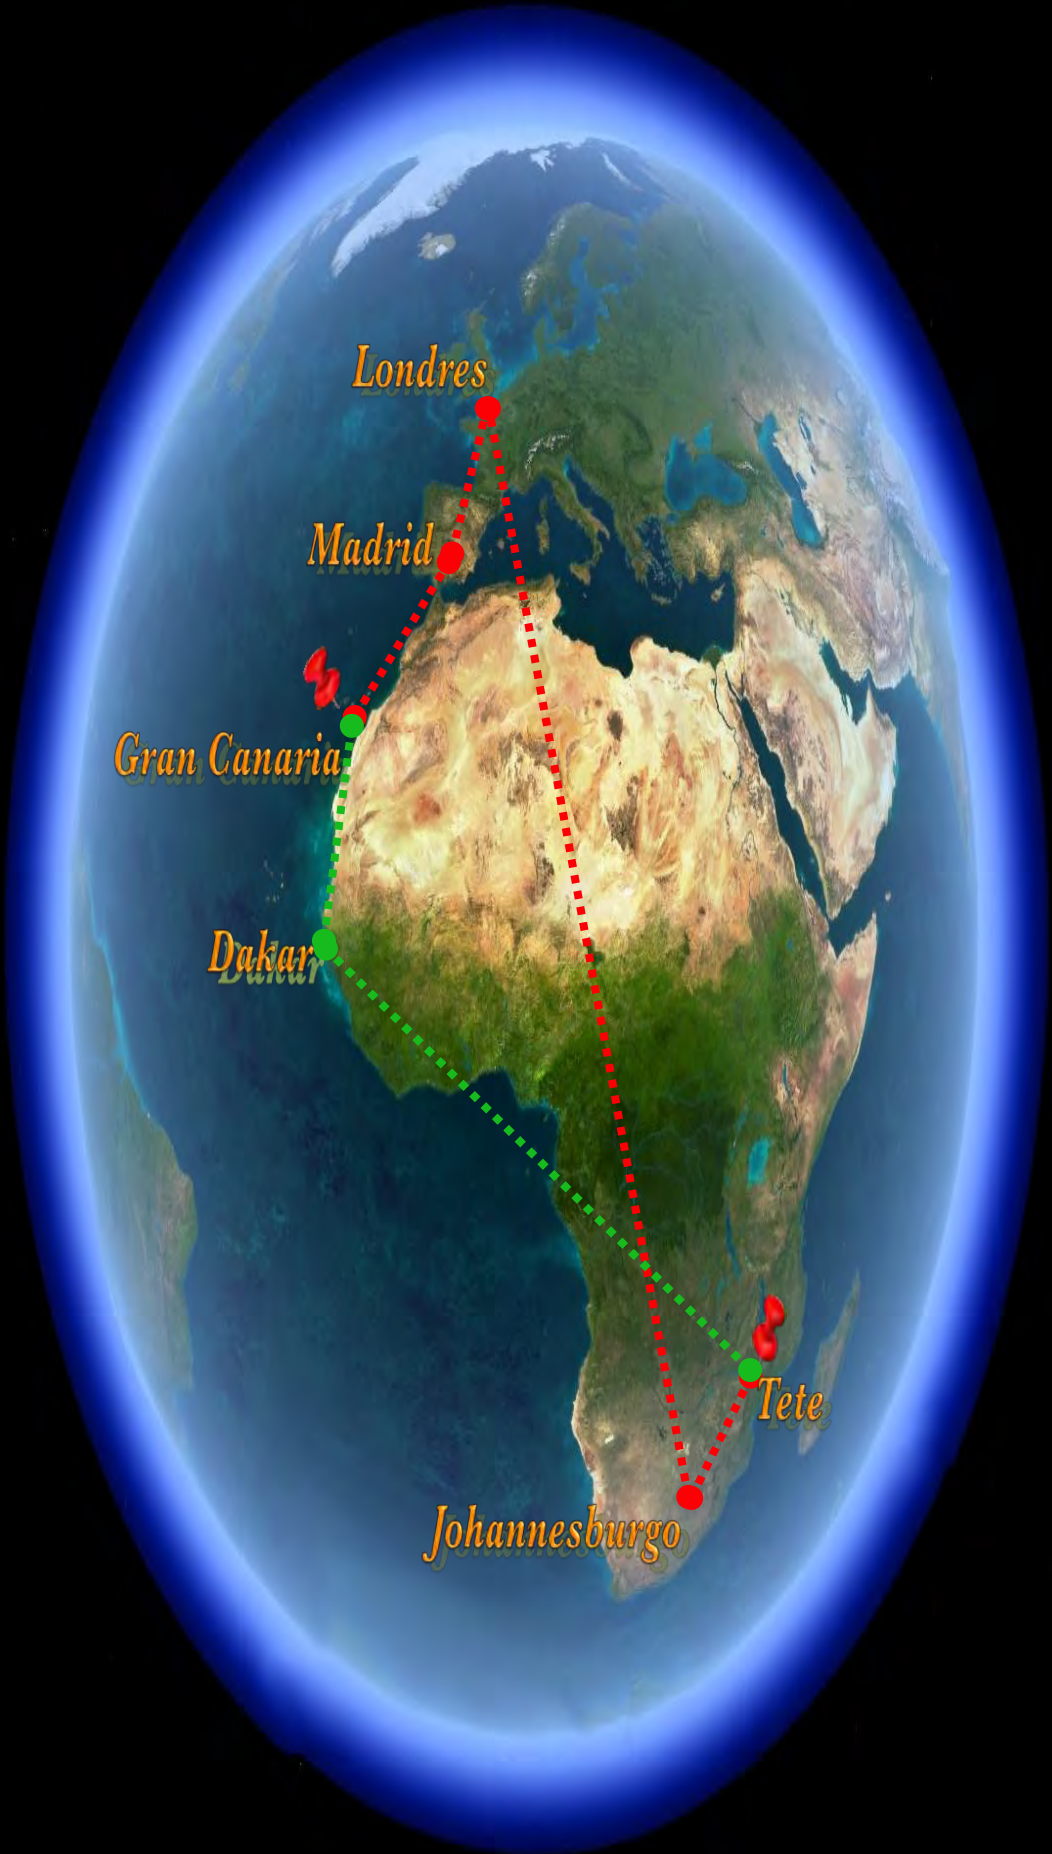 Londres
Madrid
Gran Canaria
Dakar
Tete
Johannesburgo